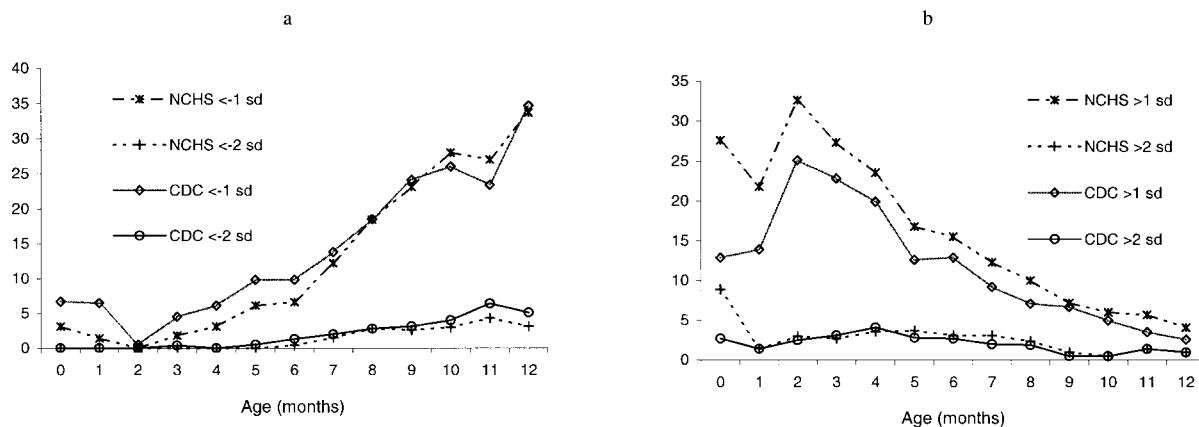 a
40
35
30
25
20
15
10
5
0
NCHS <-1 sd
NCHS <-2 sd
CDC <-1 sd
CDC <-2 sd
0 1 2 3 4 5 6 7 8 9 10 11 12
Age (months)
b
35
30
25
20
15
10
5
0
NCHS >1 sd
NCHS >2 sd
CDC >1 sd
CDC >2 sd
0 1 2 3 4 5 6 7 8 9 10 11 12
Age (months)